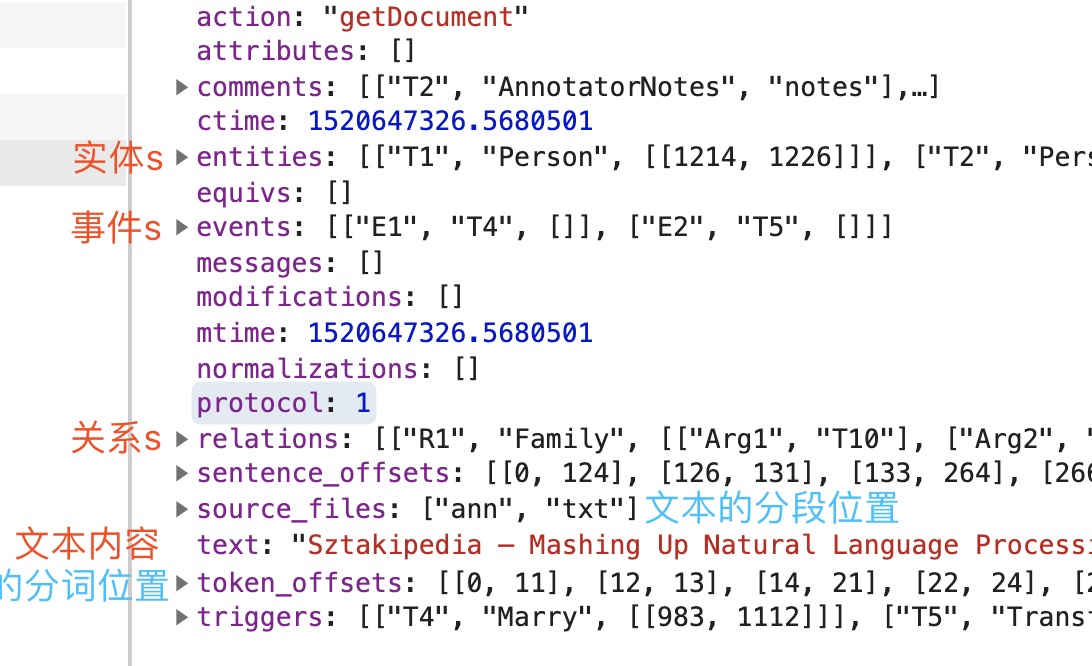 action: "getDocument"
attributes: []
comments: [["T2", "AnnotatorNotes", "notes"],…]
ctime: 1520647326.5680501
实体s entities: [["T1", "Person", [[1214, 1226]]], ["T2", "Pers
equivs: []
事件s events: [["E1", "T4", []], ["E2", "T5", []]]
messages: []
modifications: []
mtime: 1520647326.5680501
normalizations: []
protocol: 1
关系s relations: [["R1", "Family", [["Arg1", "T10"], ["Arg2", "
sentence_offsets: [[0, 124], [126, 131], [133, 264], [266
source_files: ["ann", "txt"] 文本的分段位置
文本内容 text: "Sztakipedia – Mashing Up Natural Language Processi
的分词位置 token_offsets: [[0, 11], [12, 13], [14, 21], [22, 24], [2
triggers: [["T4", "Marry", [[983, 1112]]], ["T5", "Trans